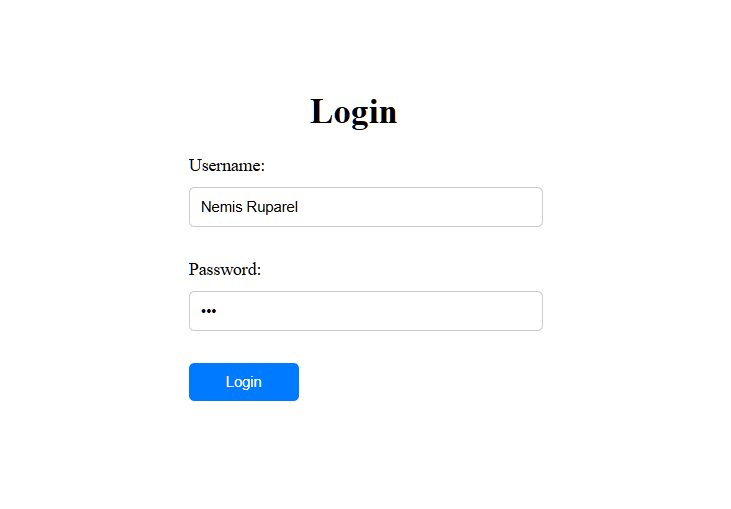 Login
Username:
Nemis Ruparel
Password:
•••
Login